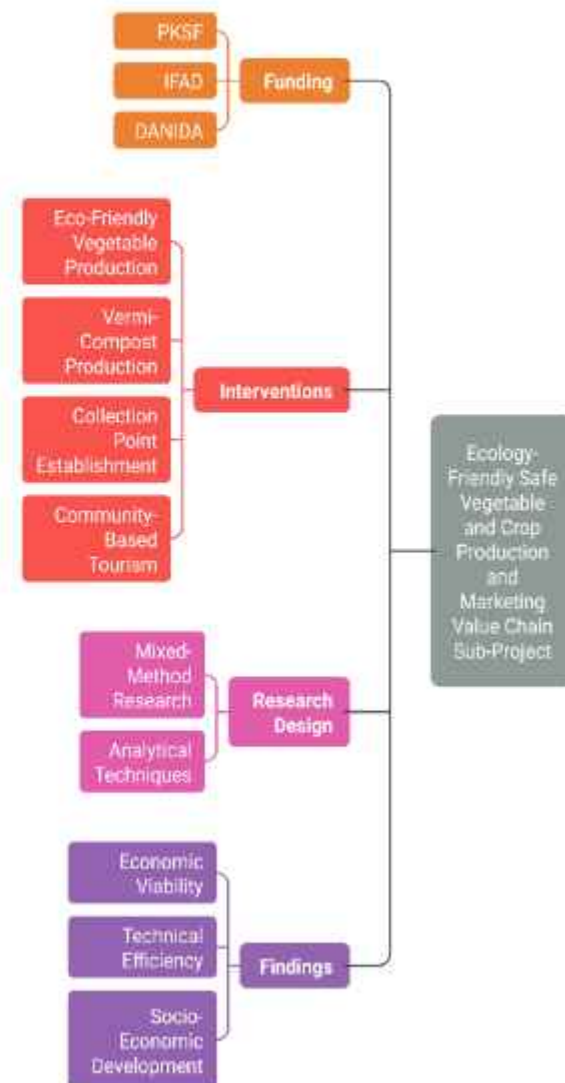 PKSF
IFAD
DANIDA
Funding
Eco-Friendly
Vegetable
Production
Vermi-
Compost
Production
Collection
Point
Establishment
Community-
Based
Tourism
Interventions
Mixed-
Method
Research
Analytical
Techniques
Research
Design
Economic
Viability
Technical
Efficiency
Socio-
Economic
Development
Findings
Ecology-
Friendly Safe
Vegetable
and Crop
Production
and
Marketing
Value Chain
Sub-Project